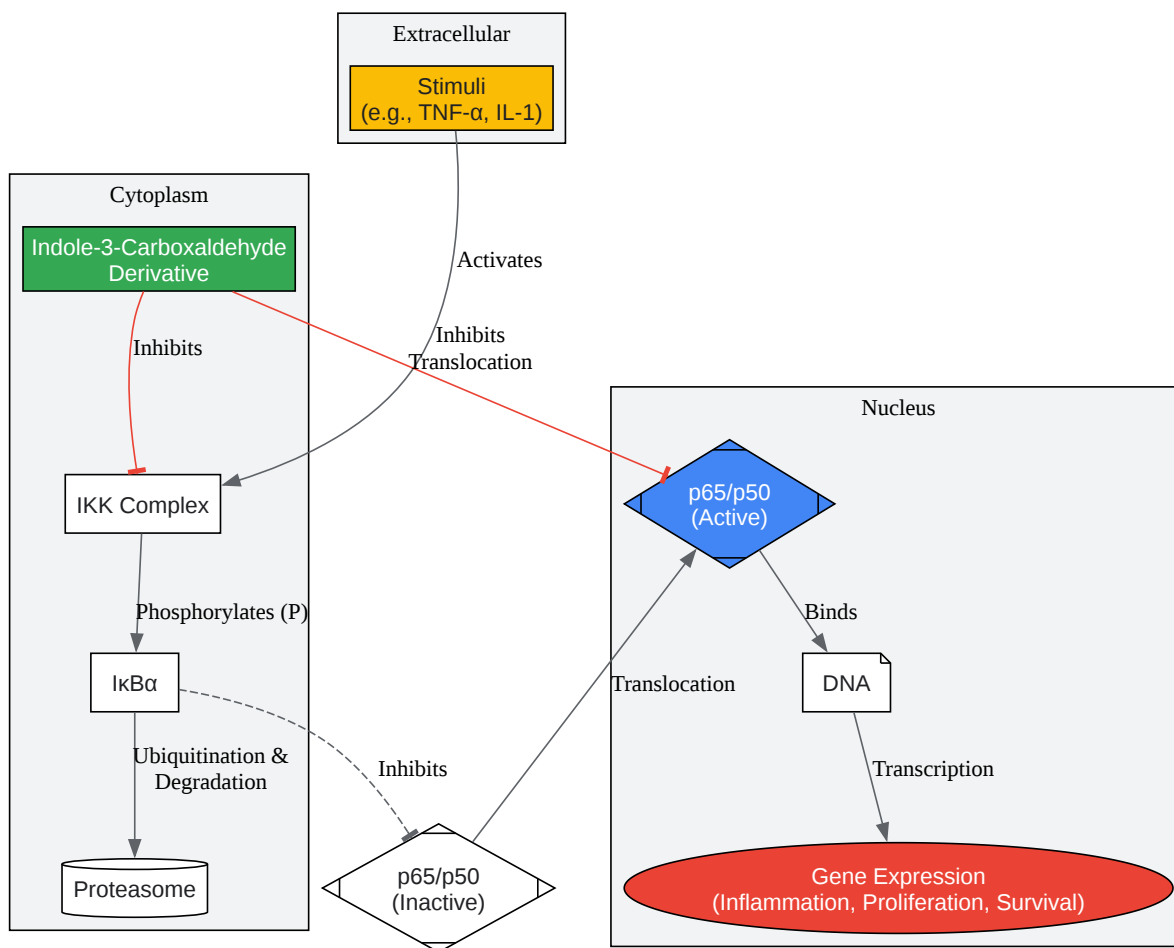 Extracellular
Stimuli
(e.g., TNF-α, IL-1)
Cytoplasm
Indole-3-Carboxaldehyde
Derivative
Activates
Inhibits
Inhibits
Translocation
Nucleus
IKK Complex
p65/p50
(Active)
Phosphorylates (P)
Binds
IκBα
Translocation
DNA
Ubiquitination &
Degradation
Inhibits
Transcription
Proteasome
p65/p50
(Inactive)
Gene Expression
(Inflammation, Proliferation, Survival)